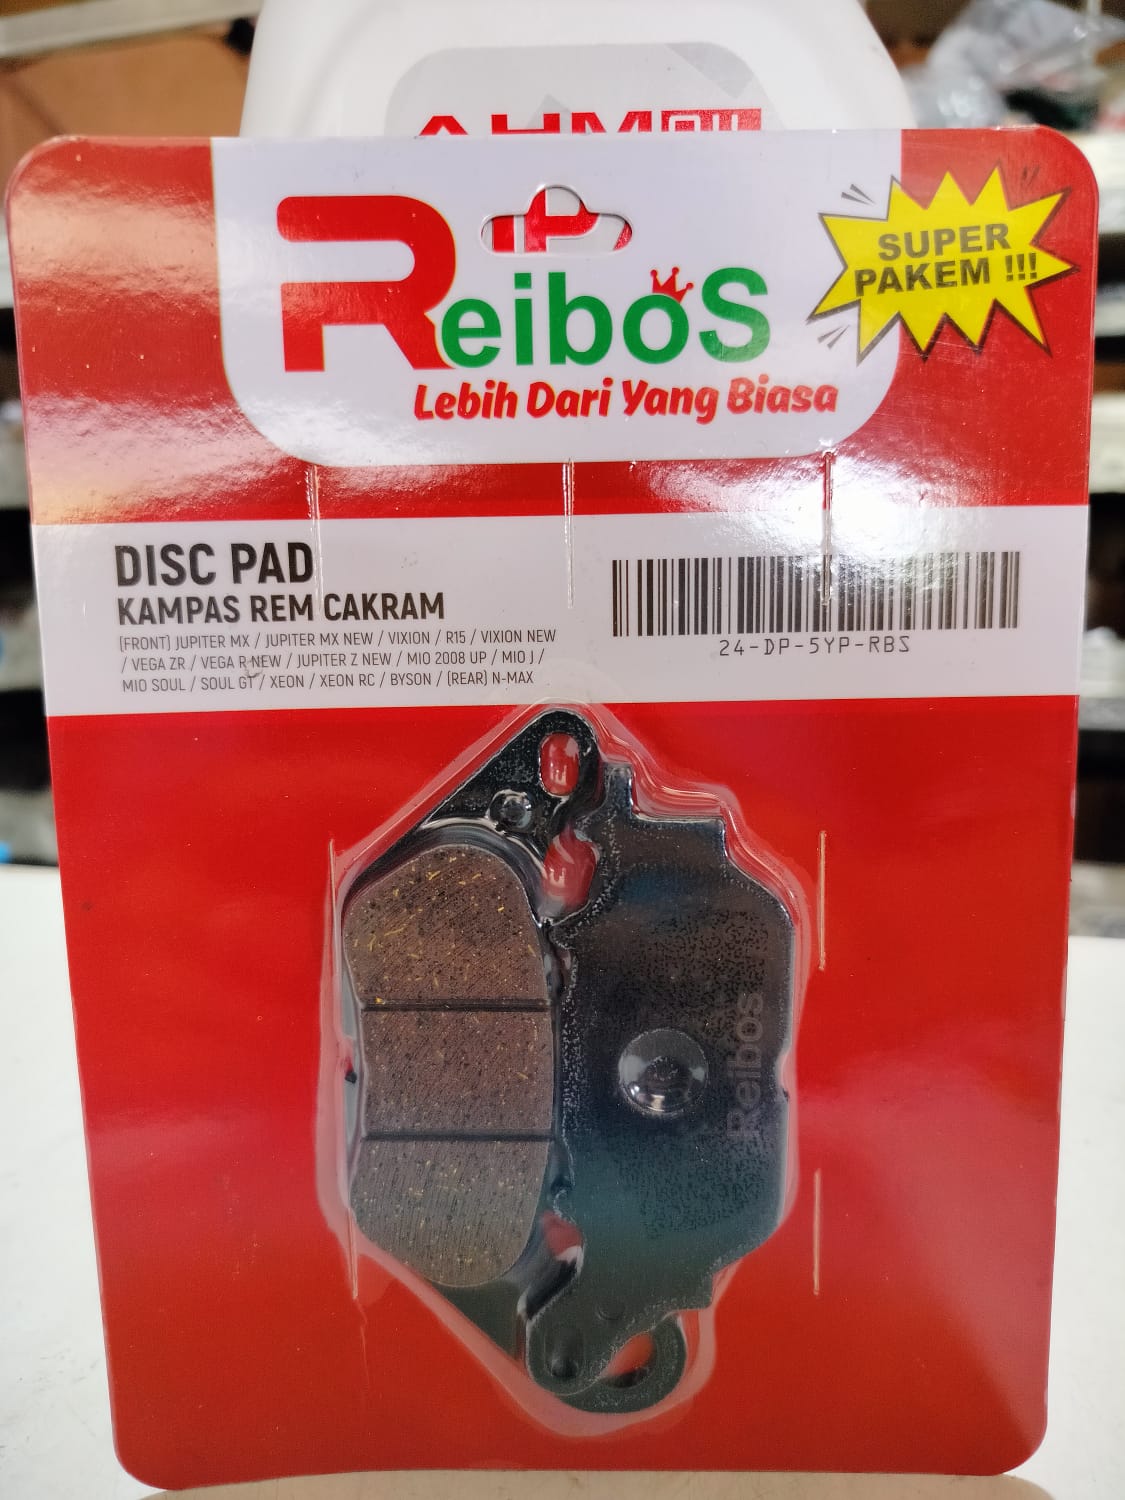 AHM
ReiboS
Lebih Dari Yang Biasa
SUPER
PAKEM !!!
DISC PAD
KAMPAS REM CAKRAM
(FRONT) JUPITER MX / JUPITER MX NEW / VIXION / R15 / VIXION NEW
/ VEGA ZR / VEGA R NEW / JUPITER Z NEW / MIO 2008 UP / MIO J /
MIO SOUL / SOUL GT / XEON / XEON RC / BYSON / (REAR) N-MAX
24-DP-5YP-RBS
Reibos